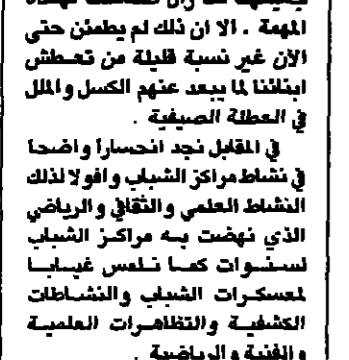 المهمة . الا ان ذلك لم يطمئن حتى
الآن غير نسبة قليلة من تعطش
ابنائنا لما يبعد عنهم الكسل والملل
في العطلة الصيفية .
في المقابل نجد انحساراً واضحاً
في نشاط مراكز الشباب وافولا لذلك
النشاط العلمي والثقافي والرياضي
الذي نهضت به مراكز الشباب
لسنوات كما نلمس غيابا
لمعسكرات الشباب والنشاطات
الكشفية والتظاهرات العلمية
والفنية والرياضية .